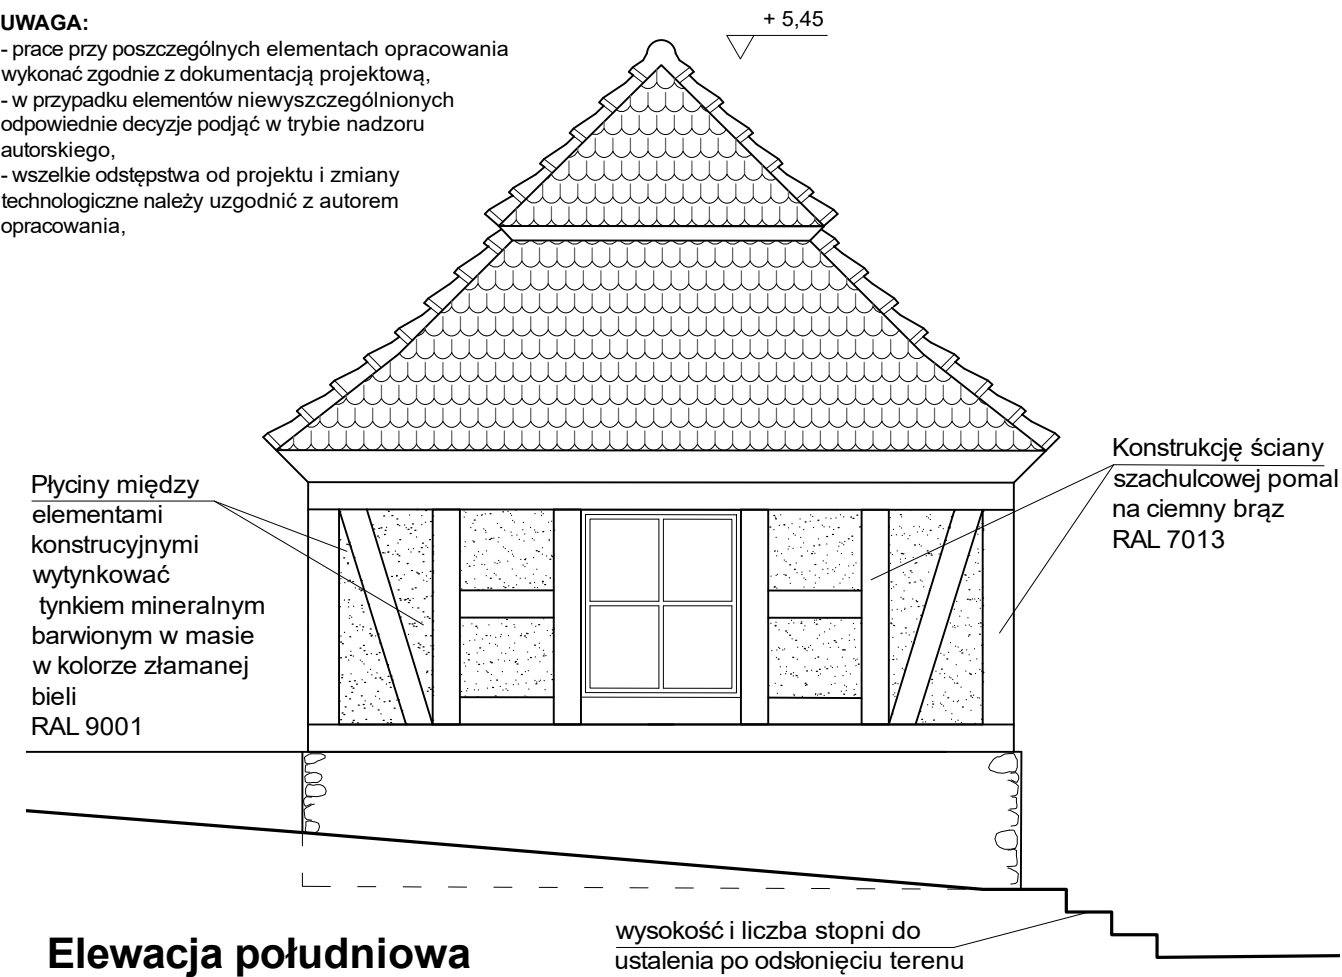 UWAGA:
- prace przy poszczególnych elementach opracowania
wykonać zgodnie z dokumentacją projektową,
- w przypadku elementów niewyszczególnionych
odpowiednie decyzje podjąć w trybie nadzoru
autorskiego,
- wszelkie odstępstwa od projektu i zmiany
technologiczne należy uzgodnić z autorem
opracowania,
+ 5,45
Płyciny między
elementami
konstrucyjnymi
wytynkować
tynkiem mineralnym
barwionym w masie
w kolorze złamanej
bieli
RAL 9001
Konstrukcję ściany
szachulcowej pomal
na ciemny brąz
RAL 7013
wysokość i liczba stopni do
ustalenia po odsłonięciu terenu
Elewacja południowa